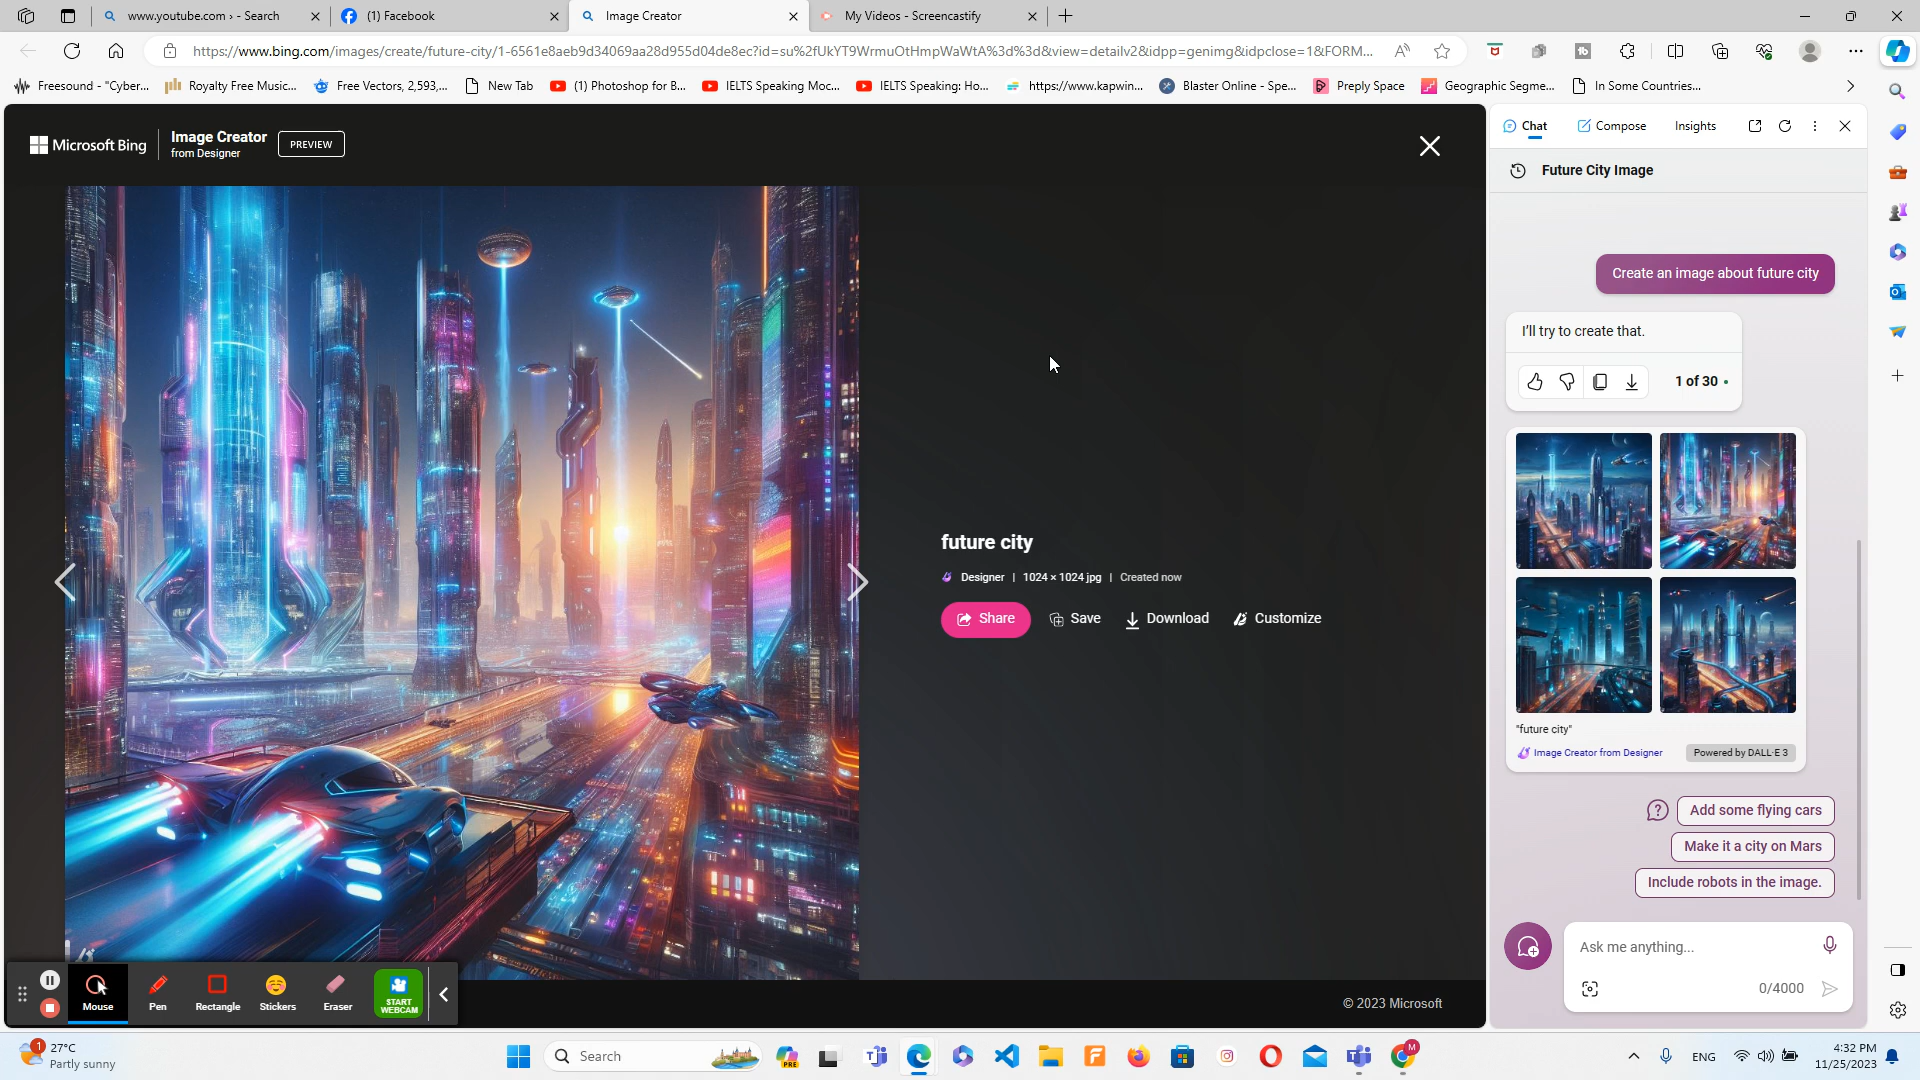 www.youtube.com › - Search
(1) Facebook
Image Creator
My Videos - Screencastify
https://www.bing.com/images/create/future-city/1-6561e8aeb9d34069aa28d955d04de8ec?id=su%2fUkYT9WrmuOtHmpWaWtA%3d%3d&view=detailv2&idpp=genimg&idpclose=1&FORM...
Freesound - "Cyber...
Royalty Free Music...
Free Vectors, 2,593,...
New Tab
(1) Photoshop for B...
IELTS Speaking Moc...
IELTS Speaking: Ho...
https://www.kapwin...
Blaster Online - Spe...
Preply Space
Geographic Segme...
In Some Countries...
Microsoft Bing
Image Creator
from Designer
PREVIEW
future city
Designer | 1024 × 1024 jpg | Created now
Share
Save
Download
Customize
© 2023 Microsoft
Chat
Compose
Insights
Future City Image
Create an image about future city
I'll try to create that.
1 of 30
"future city"
Image Creator from Designer
Powered by DALL·E 3
Add some flying cars
Make it a city on Mars
Include robots in the image.
Ask me anything...
0/4000
Mouse
Pen
Rectangle
Stickers
Eraser
START
WEBCAM
1
27°C
Partly sunny
Search
PRE
M
ENG
4:32 PM
11/25/2023